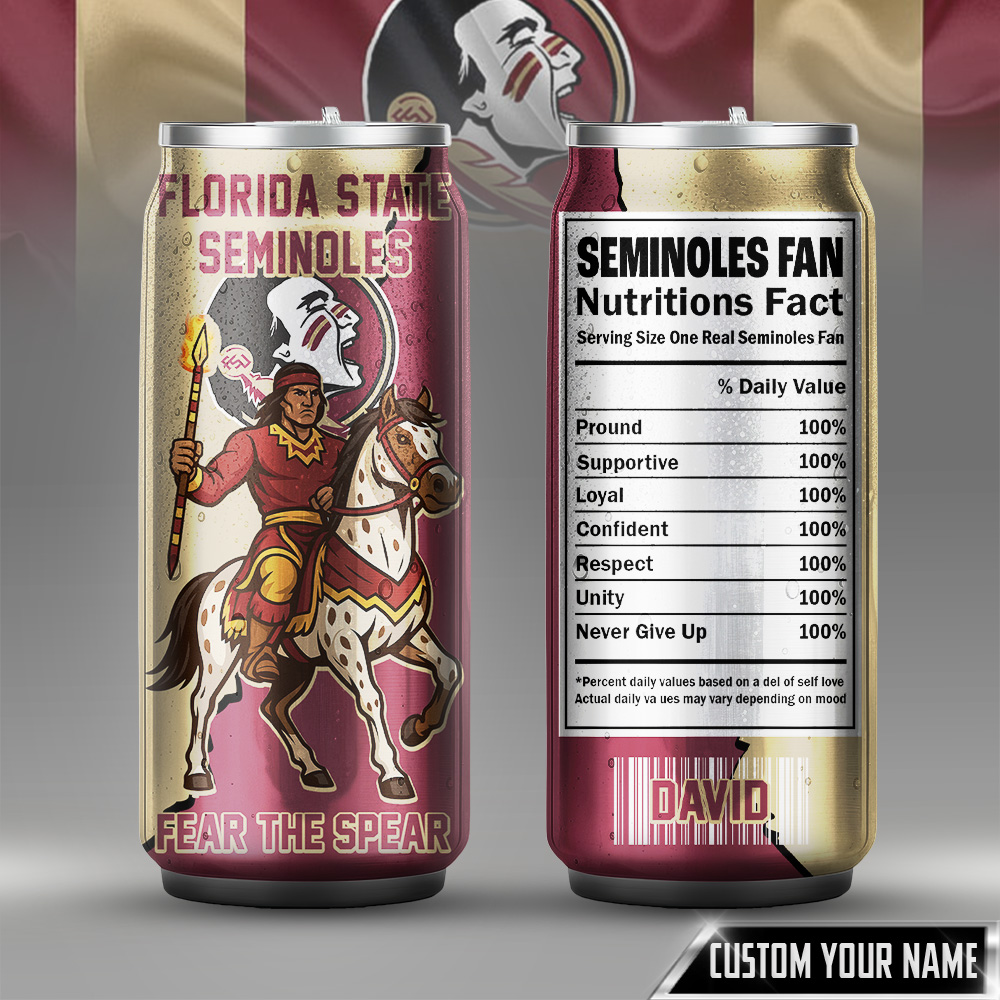 FLORIDA STATE
SEMINOLES
FSU
FEAR THE SPEAR
SEMINOLES FAN
Nutritions Fact
Serving Size One Real Seminoles Fan
% Daily Value
Pround 100%
Supportive 100%
Loyal 100%
Confident 100%
Respect 100%
Unity 100%
Never Give Up 100%
*Percent daily values based on a del of self love
Actual daily va ues may vary depending on mood
DAVID
CUSTOM YOUR NAME